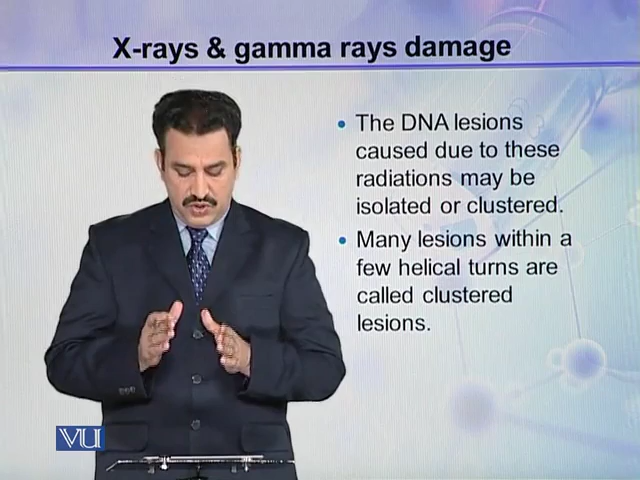 X-rays & gamma rays damage
• The DNA lesions
caused due to these
radiations may be
isolated or clustered.
• Many lesions within a
few helical turns are
called clustered
lesions.
VU